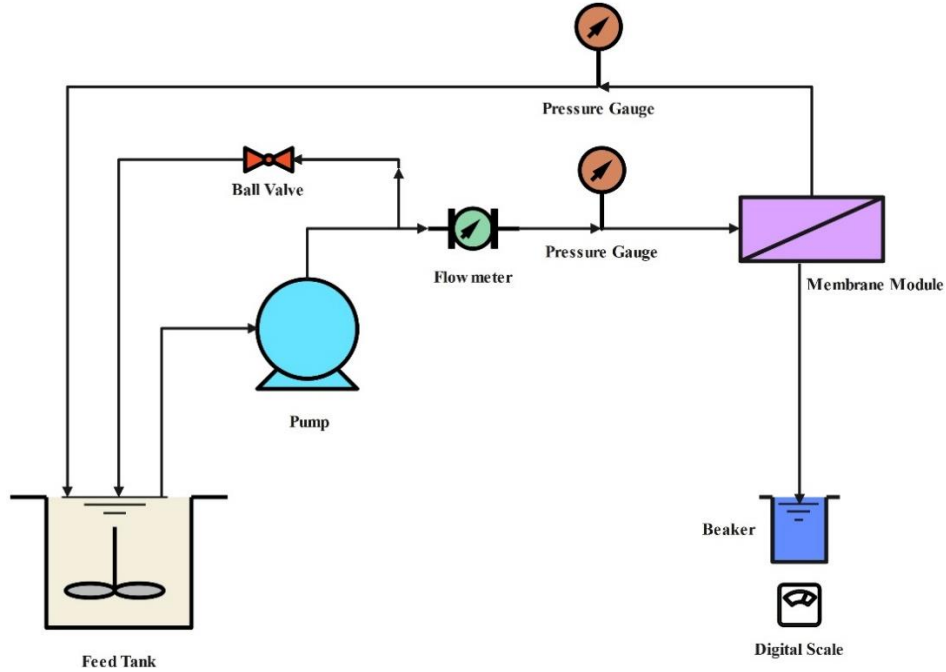 Pressure Gauge
Ball Valve
Flow meter
Pressure Gauge
Membrane Module
Pump
Beaker
Digital Scale
Feed Tank